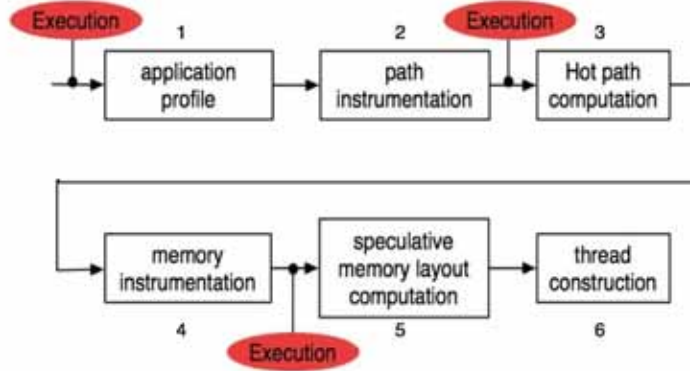 Execution
1
2
Execution
3
application
profile
path
instrumentation
Hot path
computation
memory
instrumentation
speculative
memory layout
computation
thread
construction
4
Execution
5
6